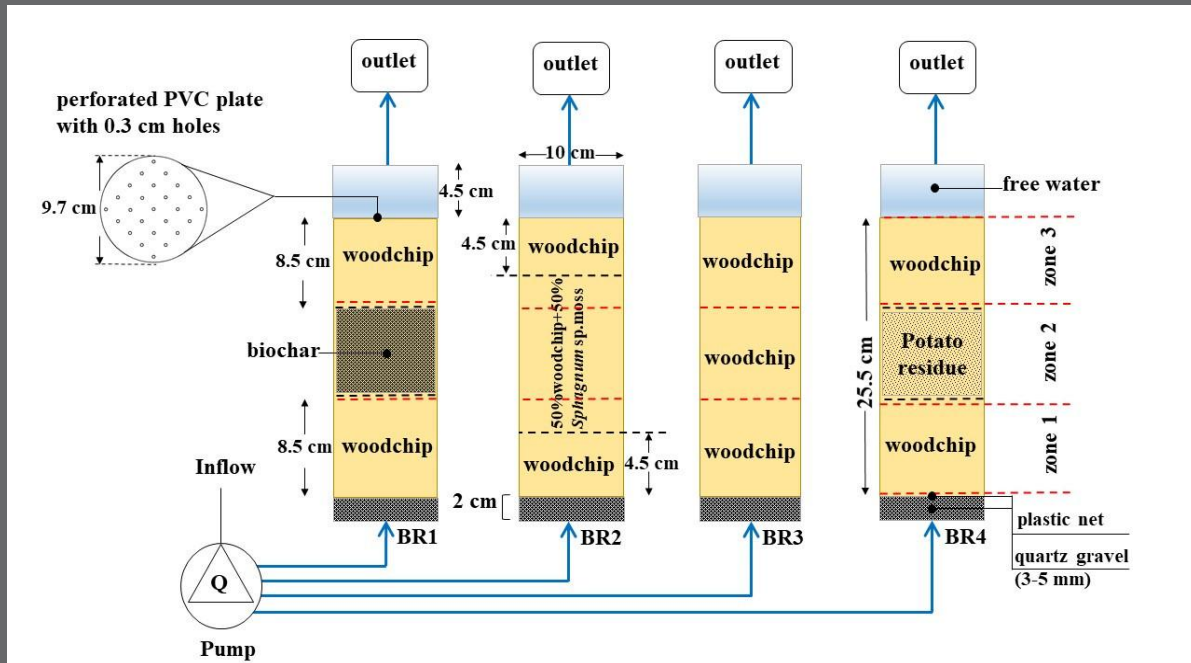 outlet
outlet
outlet
outlet
perforated PVC plate
with 0.3 cm holes
9.7 cm
10 cm
4.5 cm
free water
8.5 cm
woodchip
4.5 cm
woodchip
woodchip
woodchip
zone 3
biochar
50%woodchip+50%
Sphagnum sp.moss
woodchip
25.5 cm
Potato
residue
zone 2
8.5 cm
woodchip
woodchip
4.5 cm
woodchip
woodchip
zone 1
Inflow
2 cm
BR1
BR2
BR3
BR4
plastic net
quartz gravel
(3-5 mm)
Q
Pump